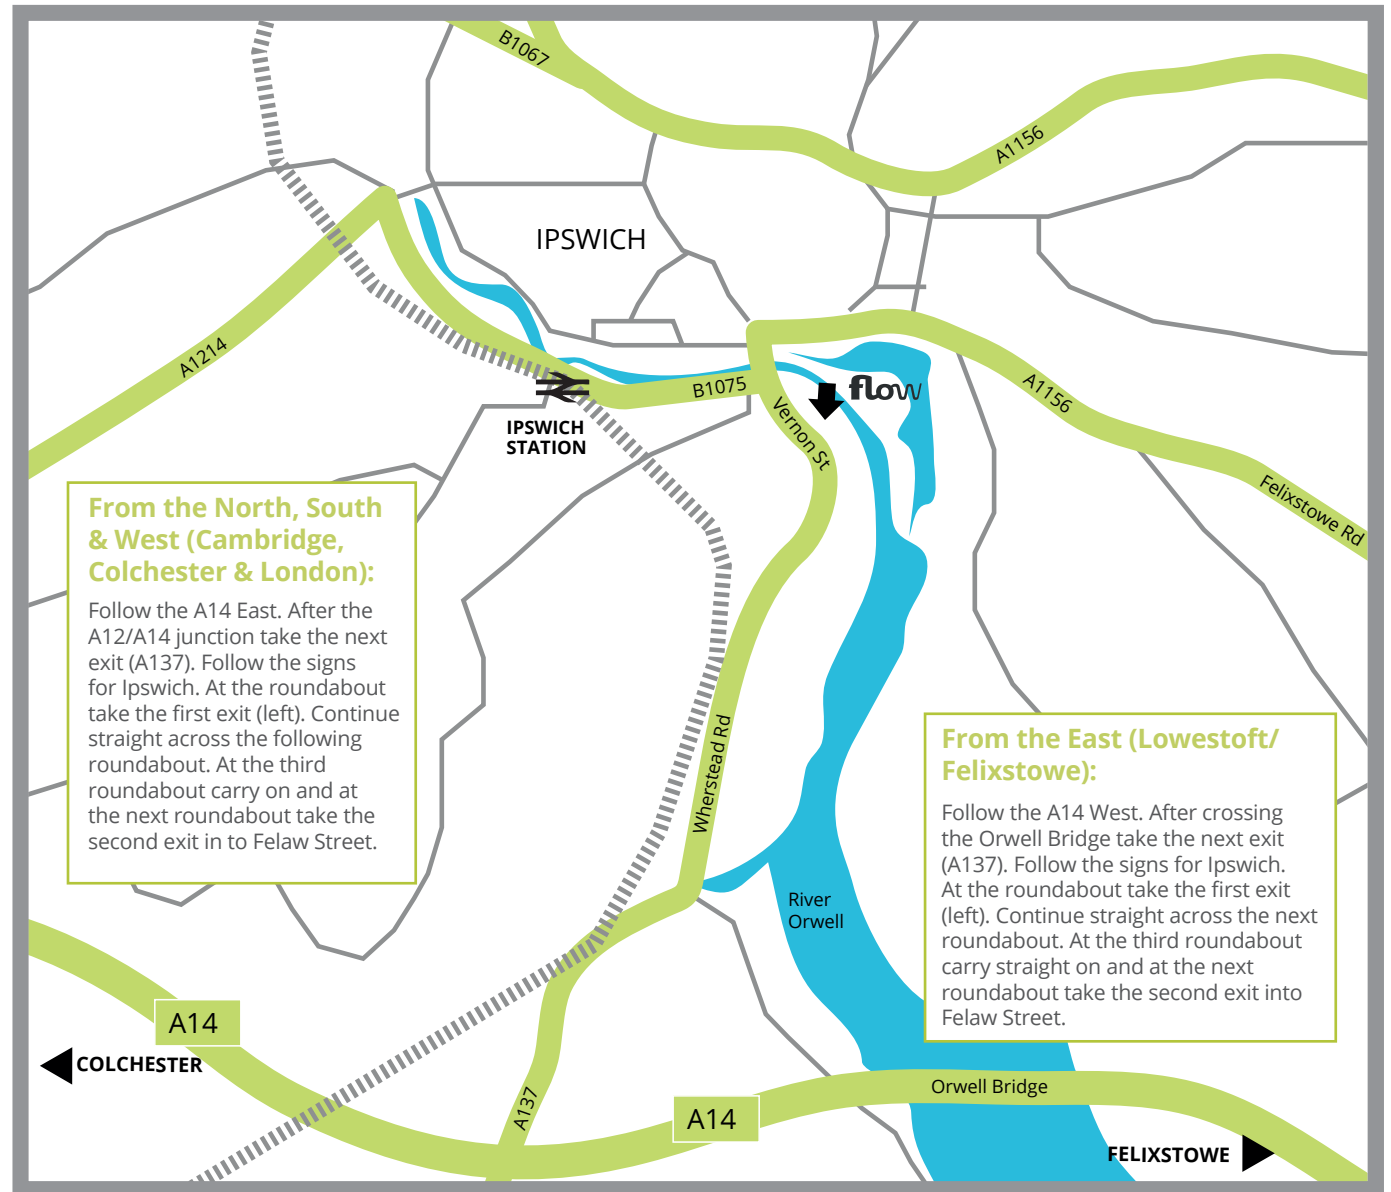 B1067
A1156
IPSWICH
A1214
B1075
flow
A1156
Vernon St
IPSWICH
STATION
Felixstowe Rd
From the North, South
& West (Cambridge,
Colchester & London):
Follow the A14 East. After the
A12/A14 junction take the next
exit (A137). Follow the signs
for Ipswich. At the roundabout
take the first exit (left). Continue
straight across the following
roundabout. At the third
roundabout carry on and at
the next roundabout take the
second exit in to Felaw Street.
Wherstead Rd
From the East (Lowestoft/
Felixstowe):
Follow the A14 West. After crossing
the Orwell Bridge take the next exit
(A137). Follow the signs for Ipswich.
At the roundabout take the first exit
(left). Continue straight across the next
roundabout. At the third roundabout
carry straight on and at the next
roundabout take the second exit into
Felaw Street.
River
Orwell
A14
COLCHESTER
A137
A14
Orwell Bridge
FELIXSTOWE